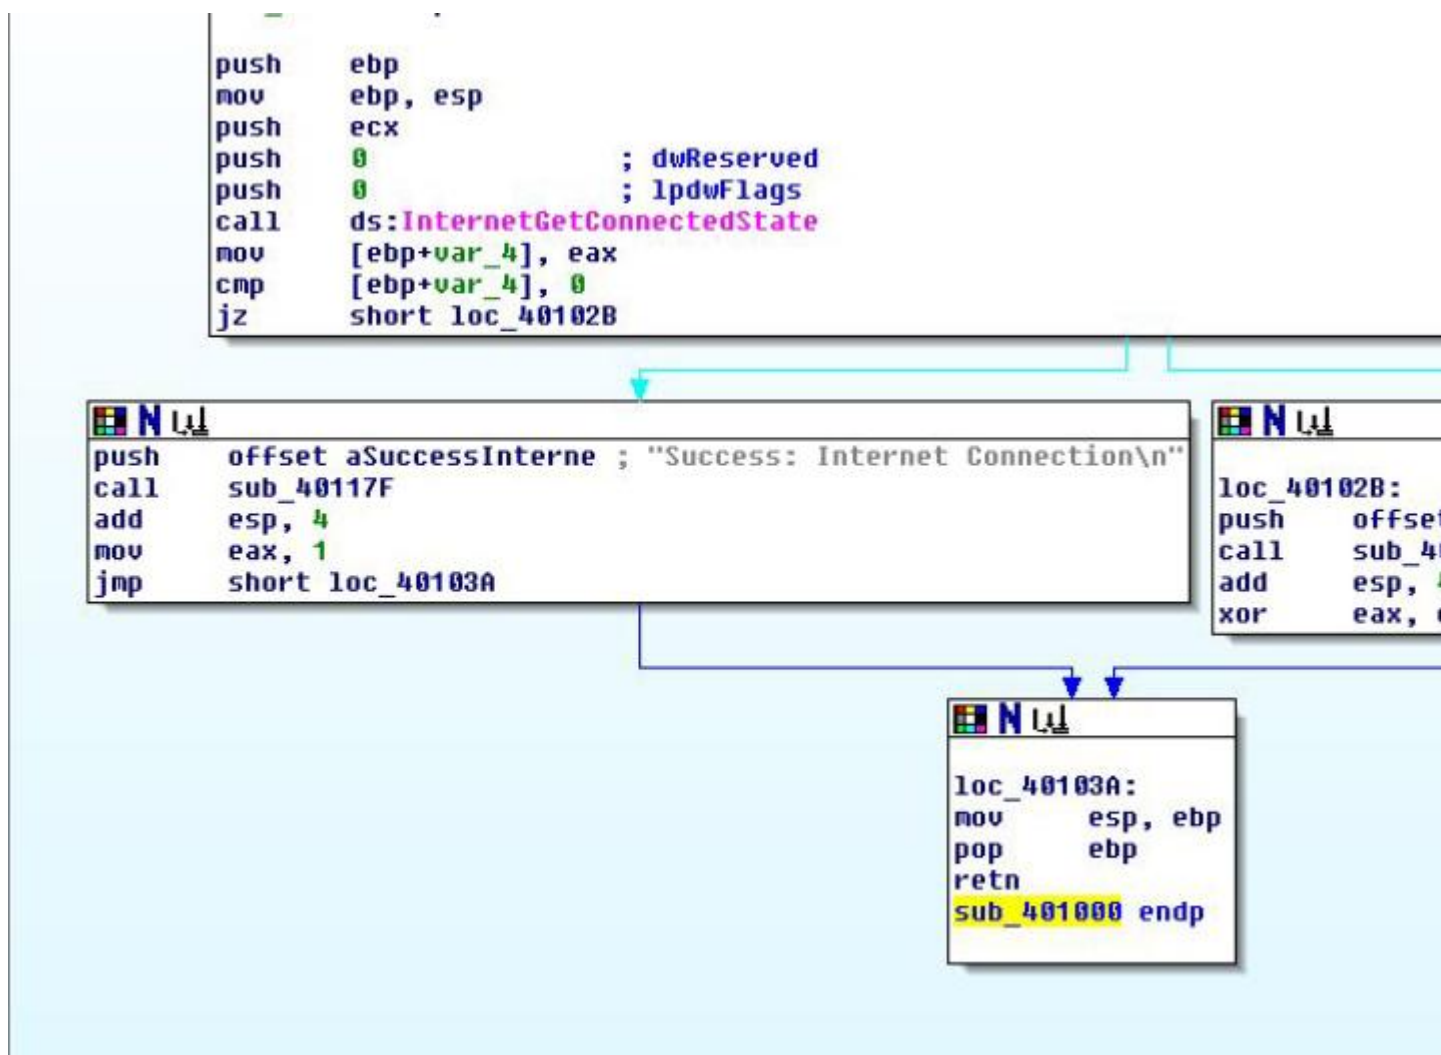 push ebp
mov ebp, esp
push ecx
push 0 ; dwReserved
push 0 ; lpdwFlags
call ds:InternetGetConnectedState
mov [ebp+var_4], eax
cmp [ebp+var_4], 0
jz short loc_40102B
push offset aSuccessInterne ; "Success: Internet Connection\n"
call sub_40117F
add esp, 4
mov eax, 1
jmp short loc_40103A
loc_40102B:
push offset
call
add esp,
xor eax,
loc_40103A:
mov esp, ebp
pop ebp
retn
sub_401000 endp